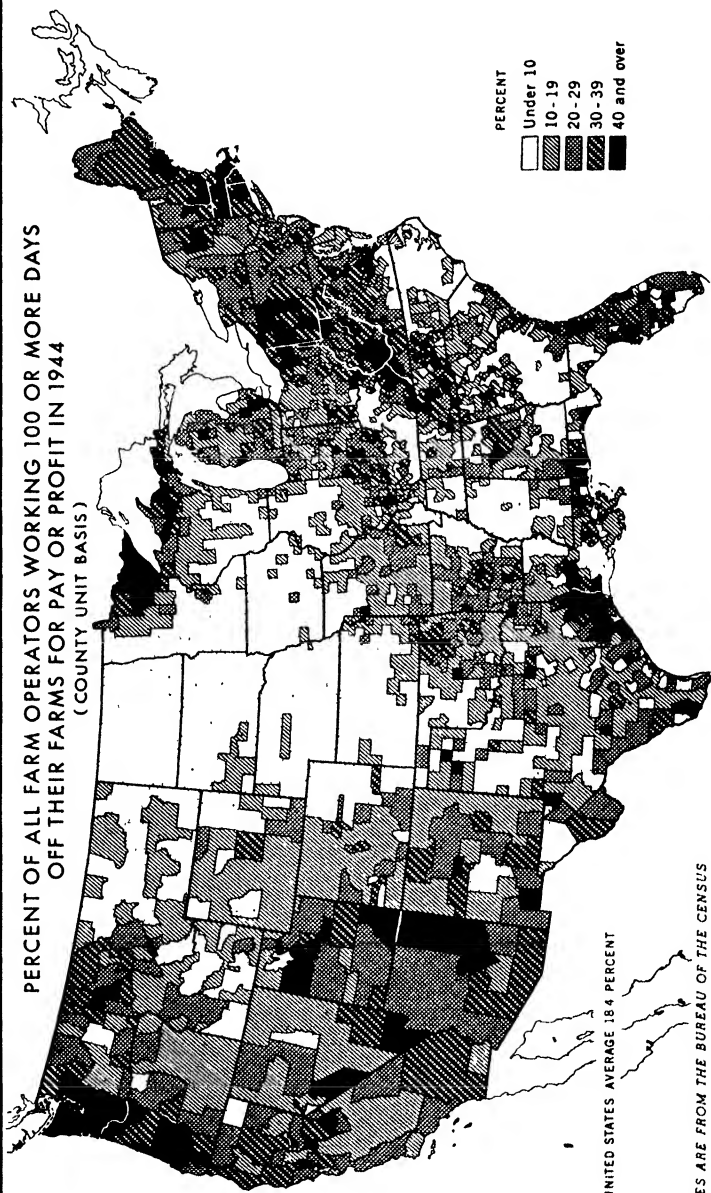 PERCENT OF ALL FARM OPERATORS WORKING 100 OR MORE DAYS
OFF THEIR FARMS FOR PAY OR PROFIT IN 1944
(COUNTY UNIT BASIS)
PERCENT
Under 10
10-19
20-29
30-39
40 and over
UNITED STATES AVERAGE 18.4 PERCENT
ES ARE FROM THE BUREAU OF THE CENSUS